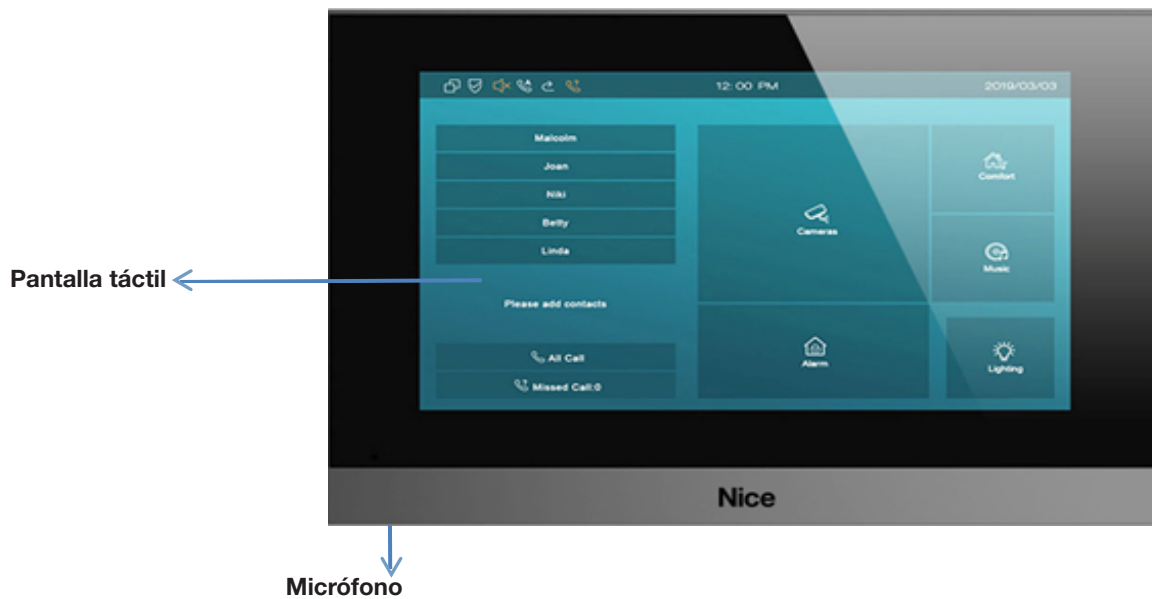 12:00 PM
2019/03/03
Malcolm
Joan
Niki
Betty
Linda
Please add contacts
All Call
Missed Call:0
Cameras
Alarm
Comfort
Music
Lighting
Pantalla táctil
Nice
Micrófono